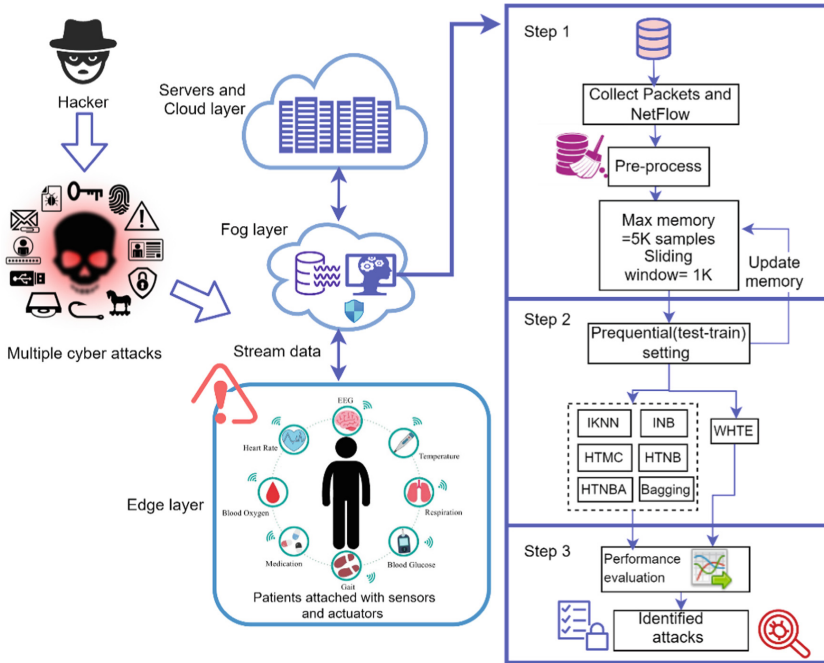 Hacker
Multiple cyber attacks
Servers and
Cloud layer
Fog layer
Stream data
Edge layer
EEG
Heart Rate
Temperature
Blood Oxygen
Respiration
Medication
Blood Glucose
Gait
Patients attached with sensors
and actuators
Step 1
Collect Packets and
NetFlow
Pre-process
Max memory
=5K samples
Sliding
window= 1K
Update
memory
Step 2
Prequential(test-train)
setting
IKNN
INB
HTMC
HTNB
HTNBA
Bagging
WHTE
Step 3
Performance
evaluation
Identified
attacks